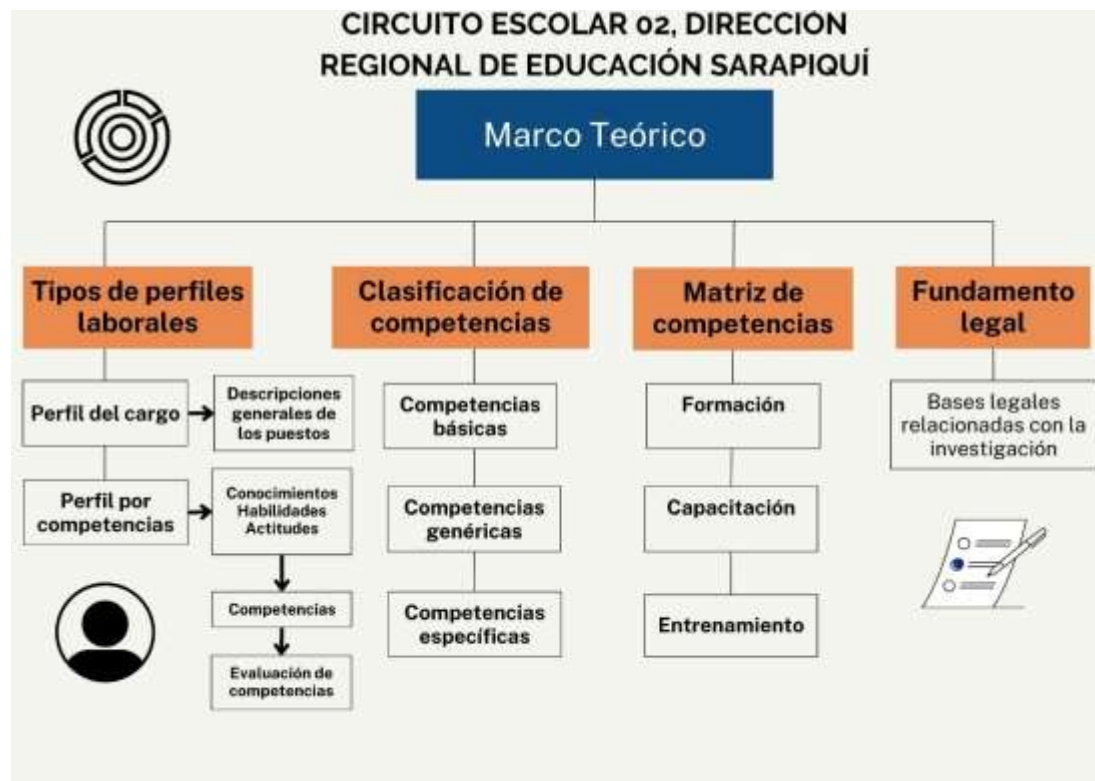 CIRCUITO ESCOLAR 02, DIRECCIÓN
REGIONAL DE EDUCACIÓN SARAPIQUÍ
Marco Teórico
Tipos de perfiles
laborales
Perfil del cargo
Descripciones
generales de
los puestos
Perfil por
competencias
Conocimientos
Habilidades
Actitudes
Competencias
Evaluación de
competencias
Clasificación de
competencias
Competencias
básicas
Competencias
genéricas
Competencias
específicas
Matriz de
competencias
Formación
Capacitación
Entrenamiento
Fundamento
legal
Bases legales
relacionadas con la
investigación